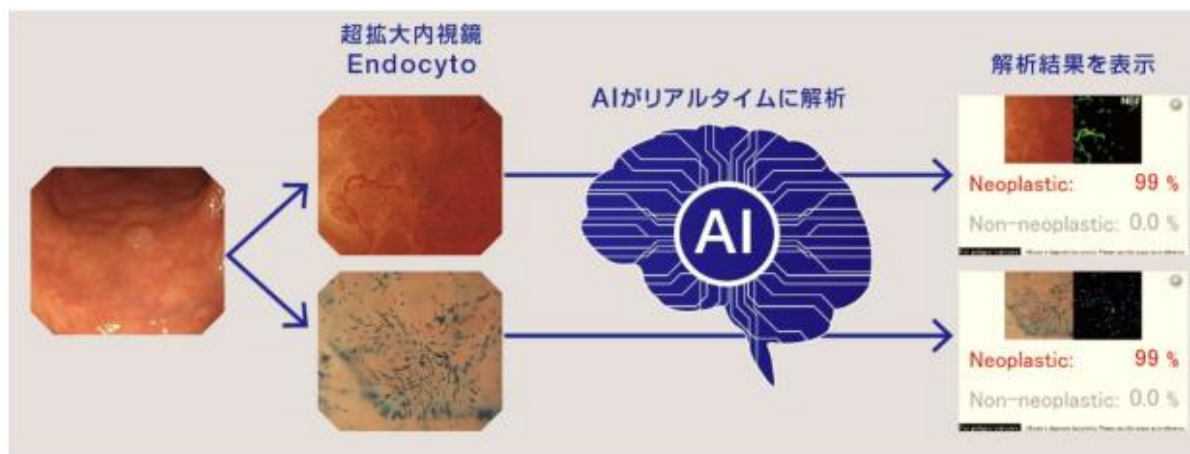 超拡大内視鏡
Endocyto
AIがリアルタイムに解析
解析結果を表示
AI
Neoplastic: 99 %
Non-neoplastic: 0.0 %
Neoplastic: 99 %
Non-neoplastic: 0.0 %